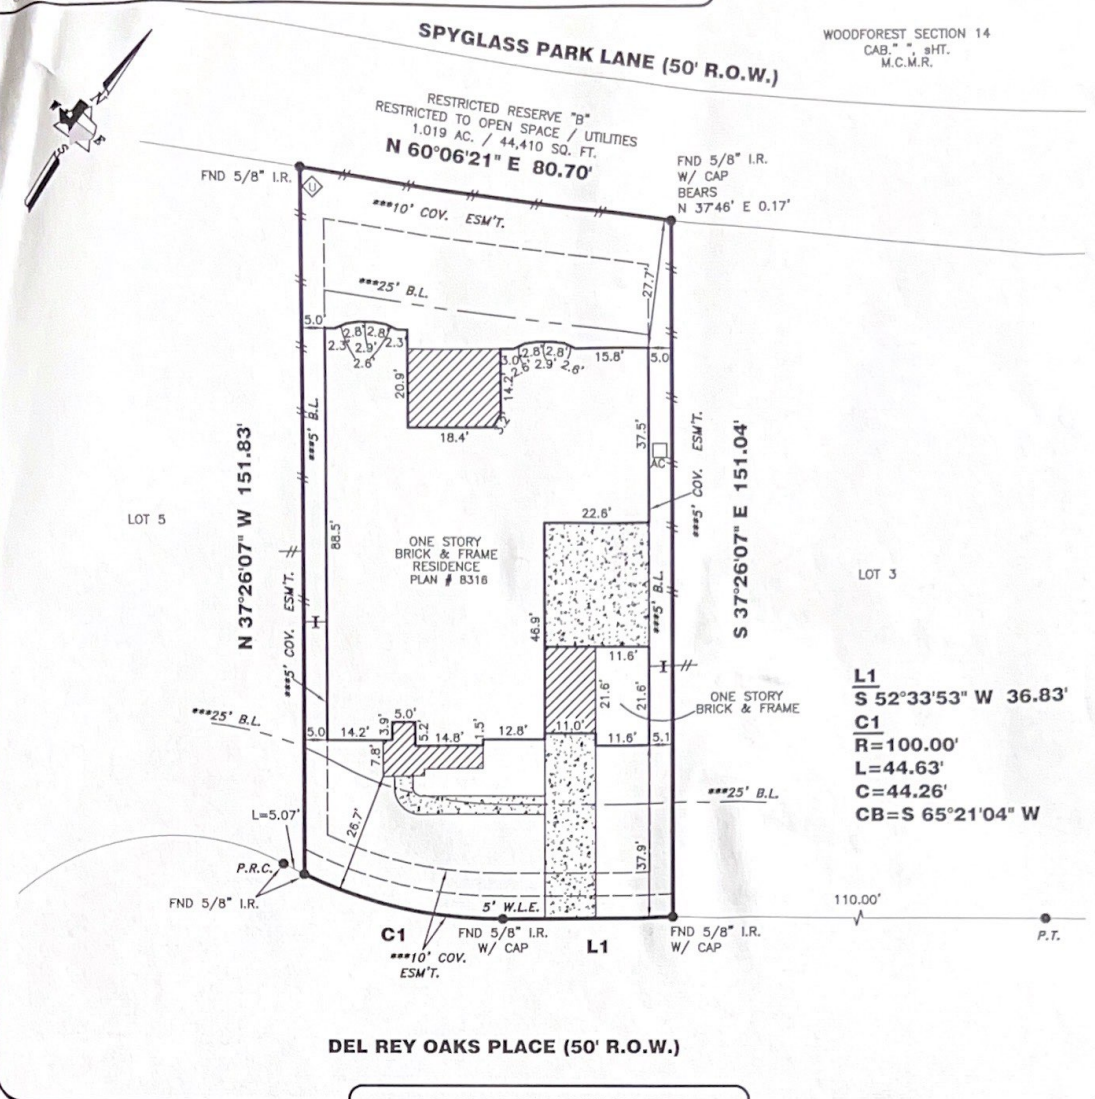 SPYGLASS PARK LANE (50' R.O.W.)
WOODFOREST SECTION 14
CAB." ", SHT.
M.C.M.R.
N
E
S
RESTRICTED RESERVE "B"
RESTRICTED TO OPEN SPACE / UTILITIES
1.019 AC. / 44,410 SQ. FT.
N 60°06'21" E 80.70'
FND 5/8" I.R.
U
FND 5/8" I.R.
W/ CAP
BEARS
N 37°46' E 0.17'
***10' COV. ESM'T.
27.7'
***25' B.L.
5.0'
2.8'
2.8'
2.3'
2.9'
2.3'
2.6'
20.9'
18.4'
3.0'
14.2'
2.8'
2.8'
2.6'
2.9'
2.6'
15.8'
5.0
37.5'
AC
***5' COV. ESM'T.
***5' B.L.
N 37°26'07" W 151.83'
S 37°26'07" E 151.04'
LOT 5
88.5'
ONE STORY
BRICK & FRAME
RESIDENCE
PLAN # 8316
22.6'
46.9'
***5' B.L.
LOT 3
***5' COV. ESM'T.
11.6'
21.6'
21.6'
11.0'
ONE STORY
BRICK & FRAME
L1
S 52°33'53" W 36.83'
C1
R=100.00'
L=44.63'
C=44.26'
CB=S 65°21'04" W
***25' B.L.
5.0
14.2'
3.9'
5.0'
5.2'
14.8'
1.5'
12.8'
11.6'
5.1
7.8'
***25' B.L.
26.7'
37.9'
L=5.07'
P.R.C.
FND 5/8" I.R.
5' W.L.E.
110.00'
C1
FND 5/8" I.R.
W/ CAP
L1
FND 5/8" I.R.
W/ CAP
P.T.
***10' COV.
ESM'T.
DEL REY OAKS PLACE (50' R.O.W.)